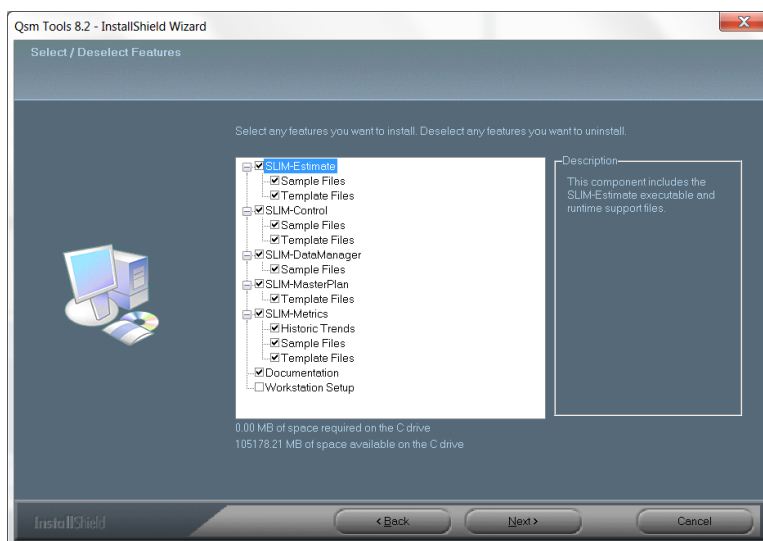 Qsm Tools 8.2 - InstallShield Wizard
X
Select / Deselect Features
Select any features you want to install. Deselect any features you want to uninstall.
SLIM-Estimate
Sample Files
Template Files
SLIM-Control
Sample Files
Template Files
SLIM-DataManager
Sample Files
SLIM-MasterPlan
Template Files
SLIM-Metrics
Historic Trends
Sample Files
Template Files
Documentation
Workstation Setup
Description
This component includes the
SLIM-Estimate executable and
runtime support files.
0.00 MB of space required on the C drive
105178.21 MB of space available on the C drive
InstallShield
< Back
Next >
Cancel